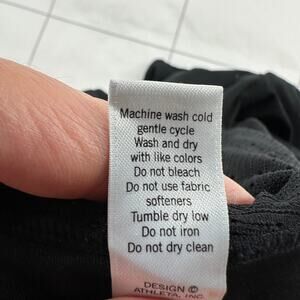 Machine wash cold
gentle cycle
Wash and dry
with like colors
Do not bleach
Do not use fabric
softeners
Tumble dry low
Do not iron
Do not dry clean
DESIGN ©
ATHLETA, INC.